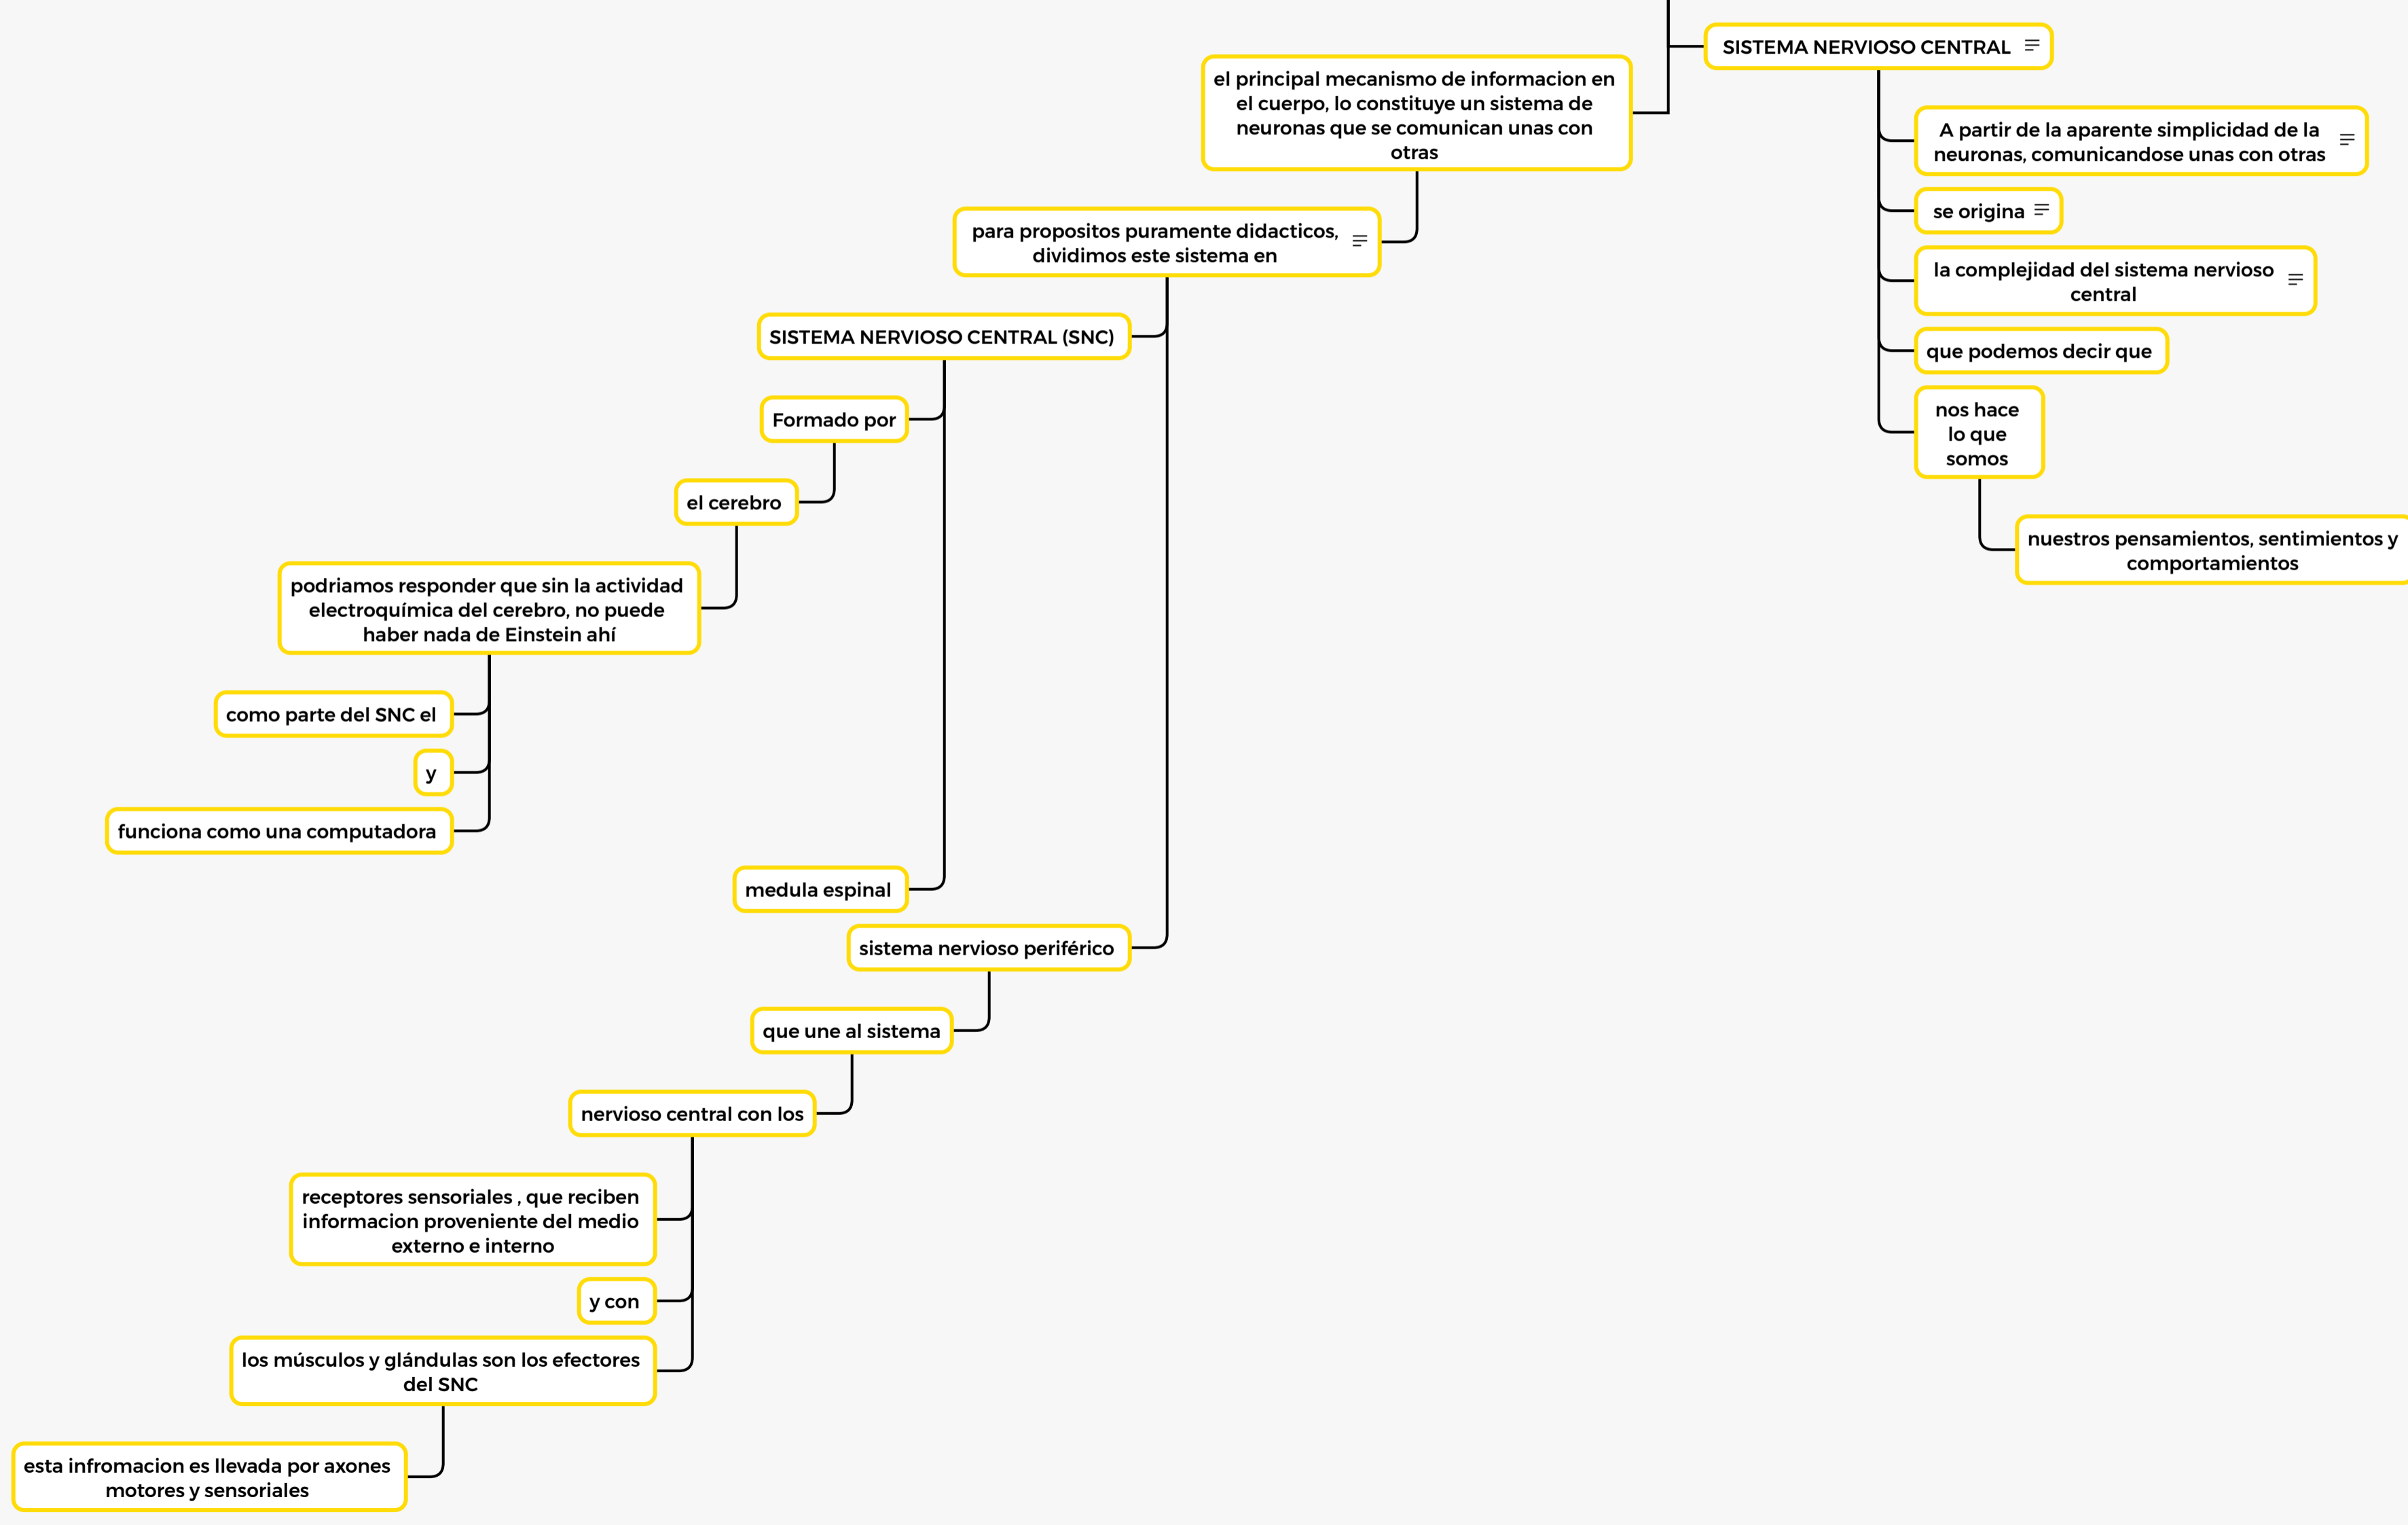 SISTEMA NERVIOSO CENTRAL
el principal mecanismo de informacion en
el cuerpo, lo constituye un sistema de
neuronas que se comunican unas con
otras
para propositos puramente didacticos,
dividimos este sistema en
SISTEMA NERVIOSO CENTRAL (SNC)
Formado por
el cerebro
podriamos responder que sin la actividad
electroquímica del cerebro, no puede
haber nada de Einstein ahí
como parte del SNC el
y
funciona como una computadora
medula espinal
sistema nervioso periférico
que une al sistema
nervioso central con los
receptores sensoriales , que reciben
informacion proveniente del medio
externo e interno
y con
los músculos y glándulas son los efectores
del SNC
esta infromacion es llevada por axones
motores y sensoriales
A partir de la aparente simplicidad de la
neuronas, comunicandose unas con otras
se origina
la complejidad del sistema nervioso
central
que podemos decir que
nos hace
lo que
somos
nuestros pensamientos, sentimientos y
comportamientos